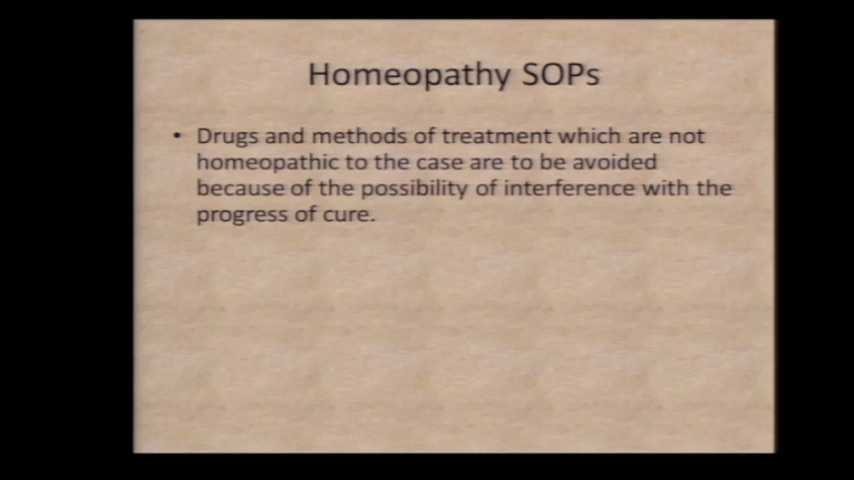 Homeopathy SOPs
• Drugs and methods of treatment which are not
homeopathic to the case are to be avoided
because of the possibility of interference with the
progress of cure.